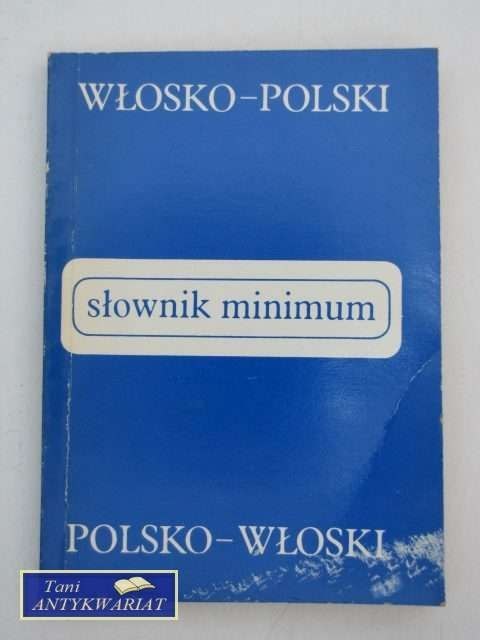 WŁOSKO–POLSKI
słownik minimum
POLSKO–WŁOSKI
Tani
ANTYKWARIAT